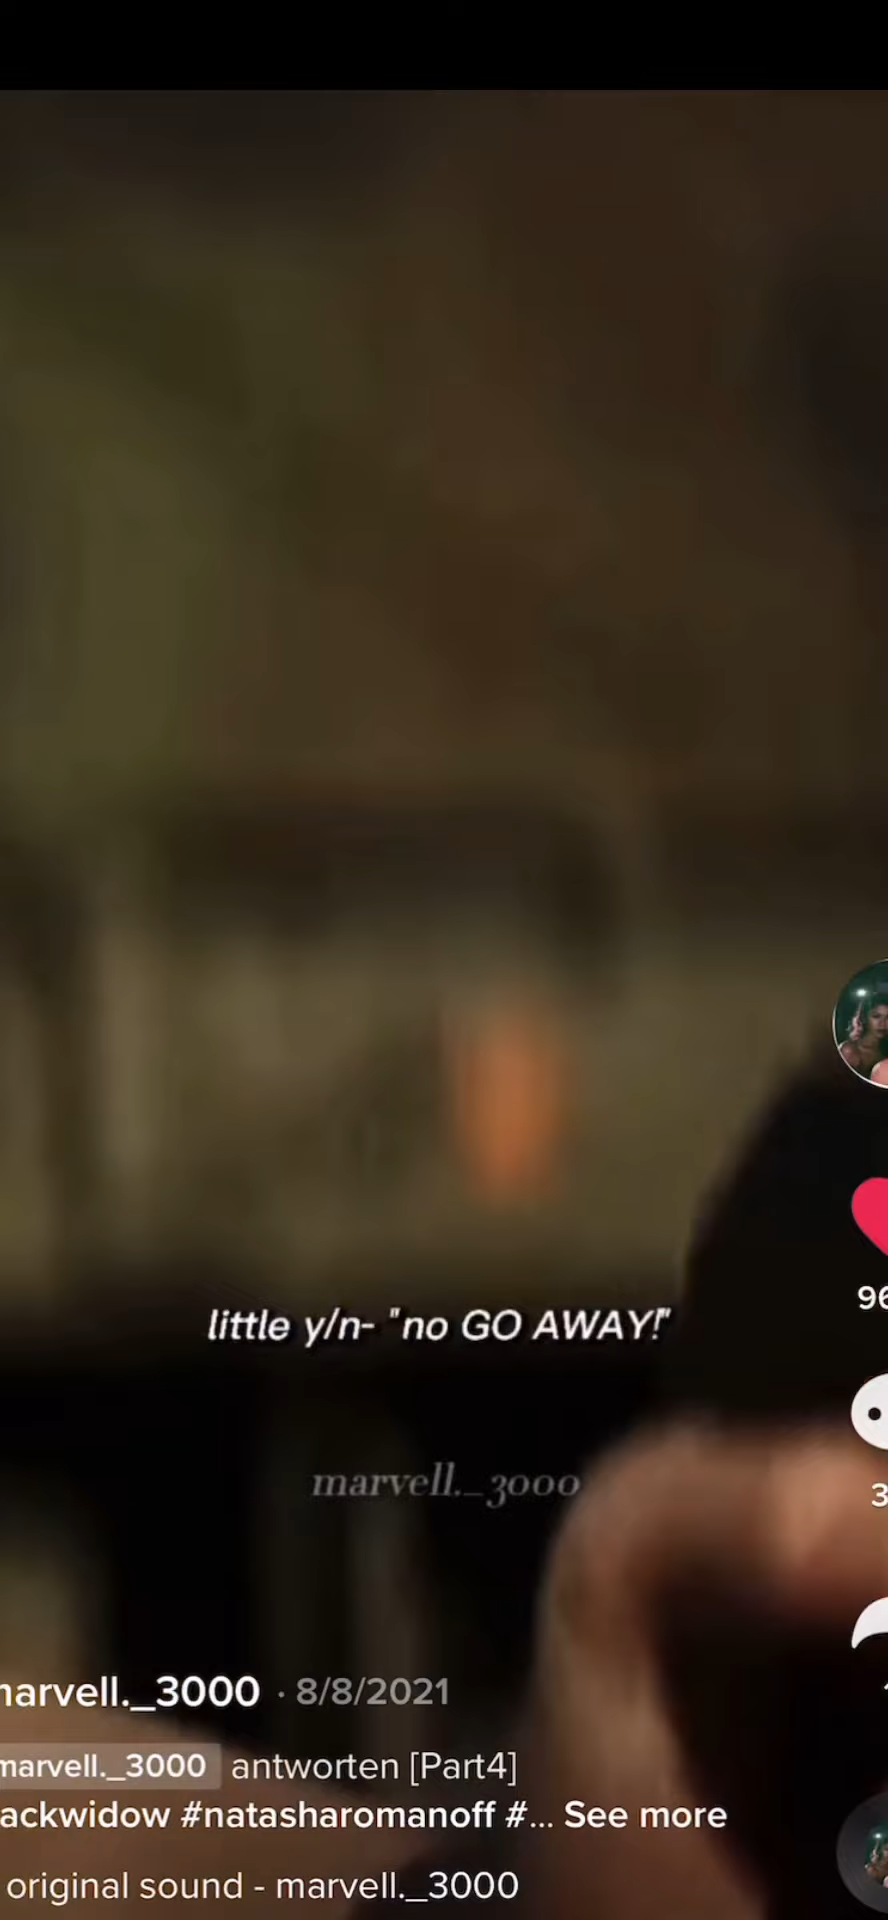 little y/n- "no GO AWAY!"
marvell._3000
marvell._3000 · 8/8/2021
marvell._3000 antworten [Part4]
ackwidow #natasharomanoff #... See more
original sound - marvell._3000